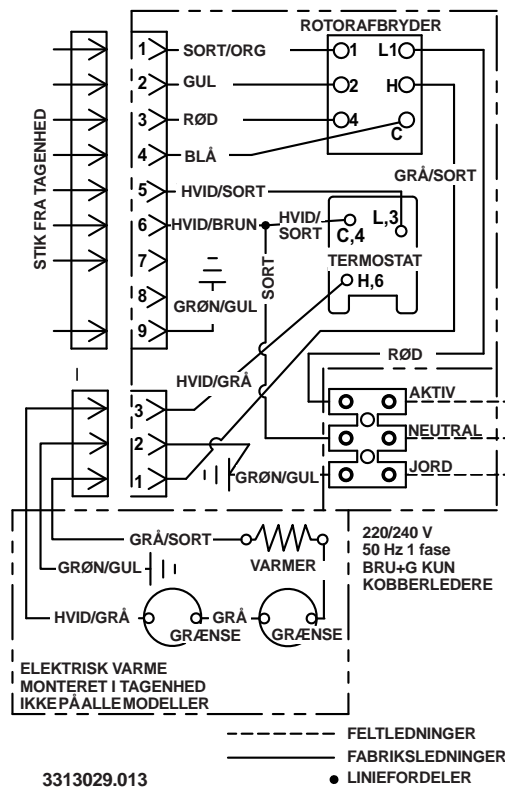 ROTORAFBRYDER
STIK FRA TAGENHED
1 SORT/ORG
2 GUL
3 RØD
4 BLÅ
5 HVID/SORT
6 HVID/BRUN
7
8
9
GRØN/GUL
1 L1
2 H
4 C
GRÅ/SORT
HVID/
SORT
L,3
C,4
TERMOSTAT
H,6
SORT
RØD
HVID/GRÅ
3
2
1
AKTIV
NEUTRAL
JORD
GRØN/GUL
220/240 V
50 Hz 1 fase
BRU+G KUN
KOBBERLEDERE
GRÅ/SORT
VARMER
GRØN/GUL
HVID/GRÅ
GRÅ
GRÆNSE
GRÆNSE
ELEKTRISK VARME
MONTERET I TAGENHED
IKKE PÅ ALLE MODELLER
FELTLEDNINGER
FABRIKSLEDNINGER
LINIEFORDELER
3313029.013